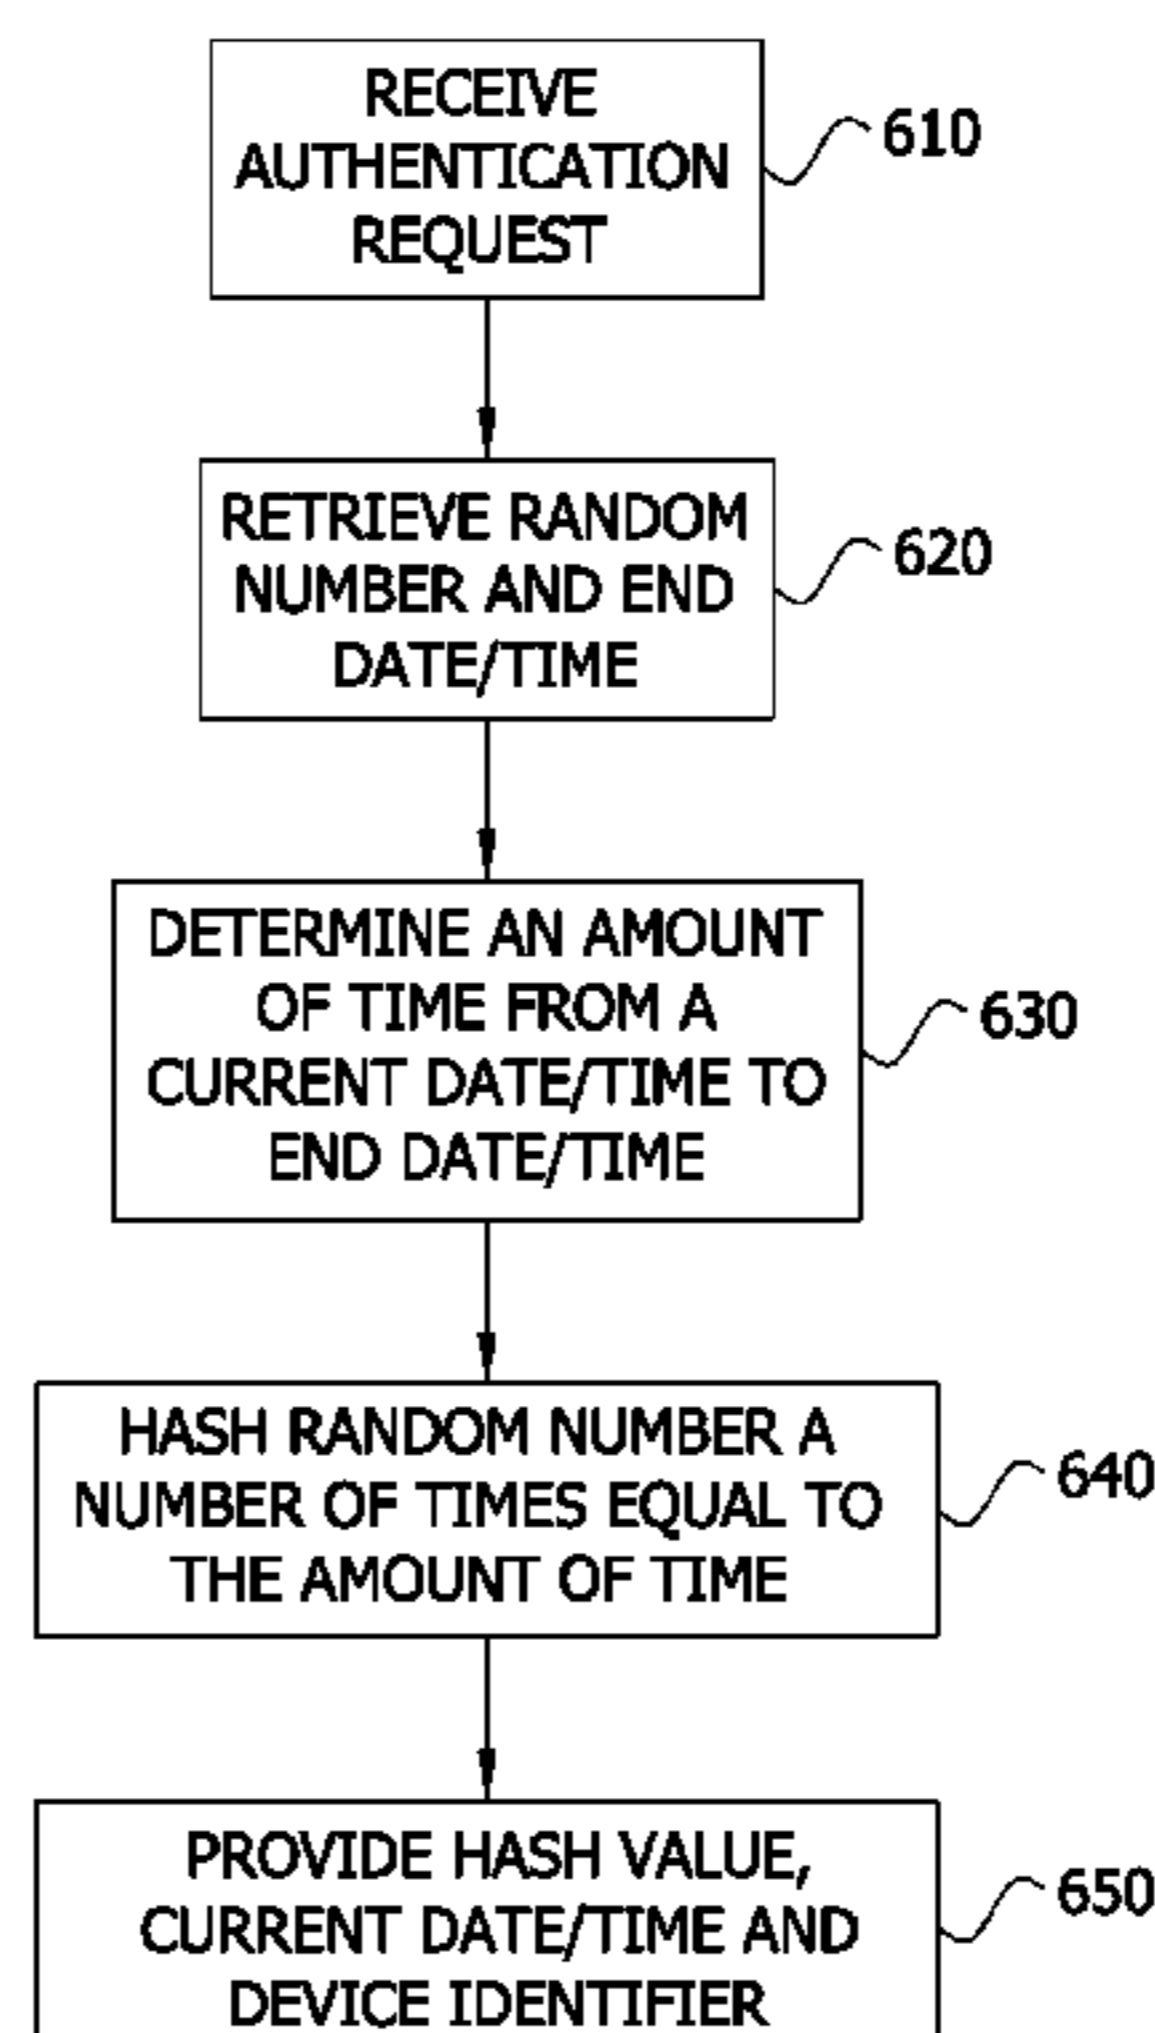 RECEIVE
AUTHENTICATION
REQUEST
610
RETRIEVE RANDOM
NUMBER AND END
DATE/TIME
620
DETERMINE AN AMOUNT
OF TIME FROM A
CURRENT DATE/TIME TO
END DATE/TIME
630
HASH RANDOM NUMBER A
NUMBER OF TIMES EQUAL TO
THE AMOUNT OF TIME
640
PROVIDE HASH VALUE,
CURRENT DATE/TIME AND
DEVICE IDENTIFIER
650